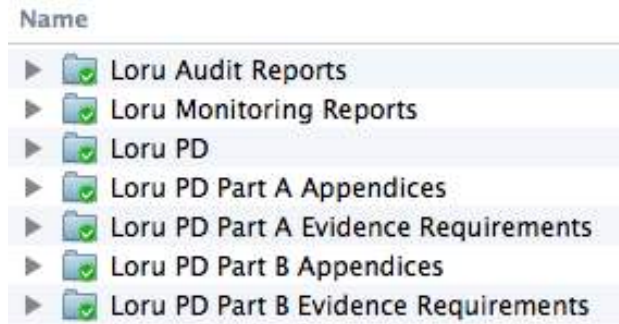 Name
Loru Audit Reports
Loru Monitoring Reports
Loru PD
Loru PD Part A Appendices
Loru PD Part A Evidence Requirements
Loru PD Part B Appendices
Loru PD Part B Evidence Requirements